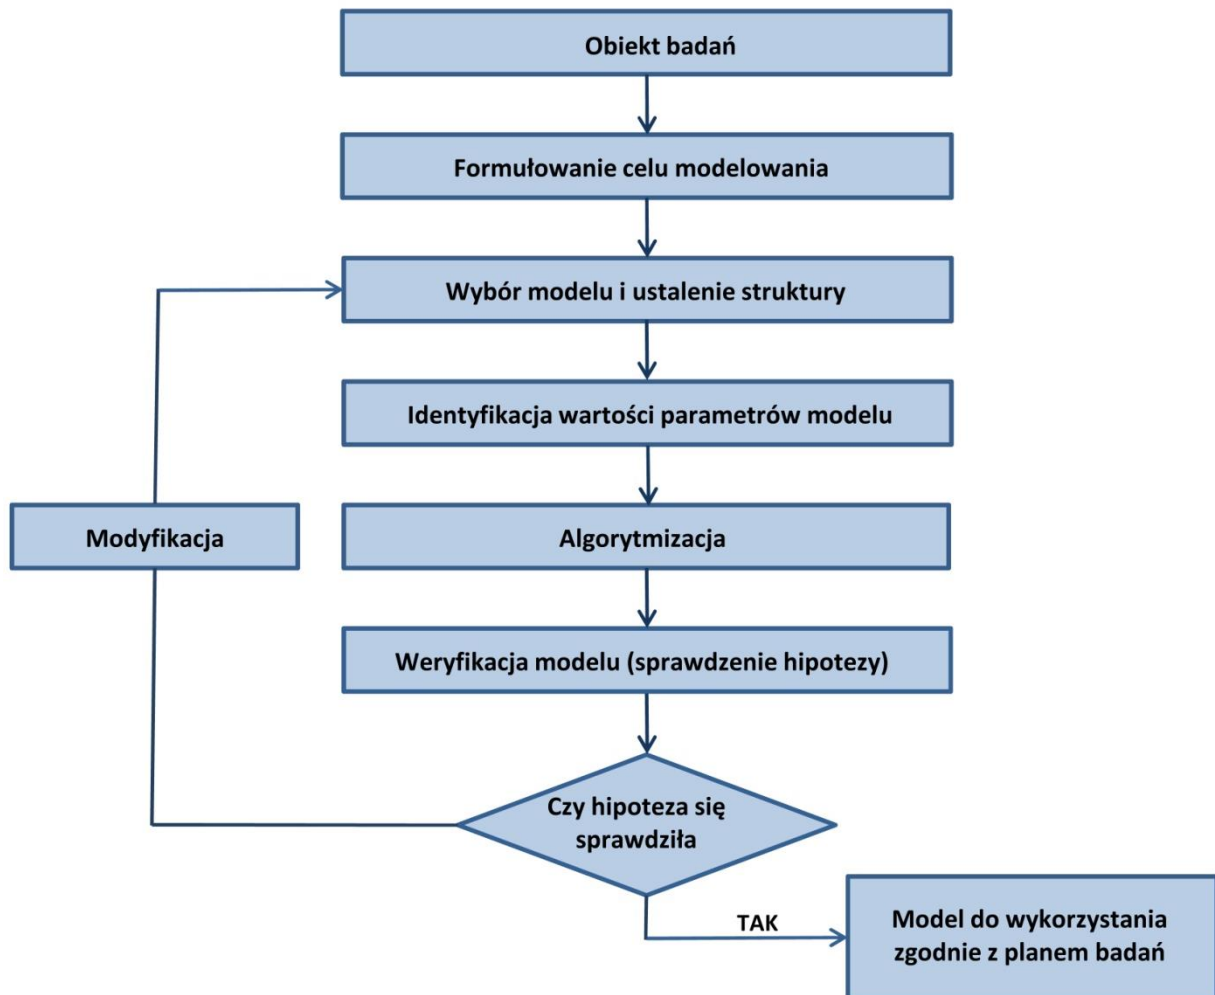 Obiekt badań
Formułowanie celu modelowania
Wybór modelu i ustalenie struktury
Identyfikacja wartości parametrów modelu
Modyfikacja
Algorytmizacja
Weryfikacja modelu (sprawdzenie hipotezy)
Czy hipoteza się
sprawdziła
TAK
Model do wykorzystania
zgodnie z planem badań